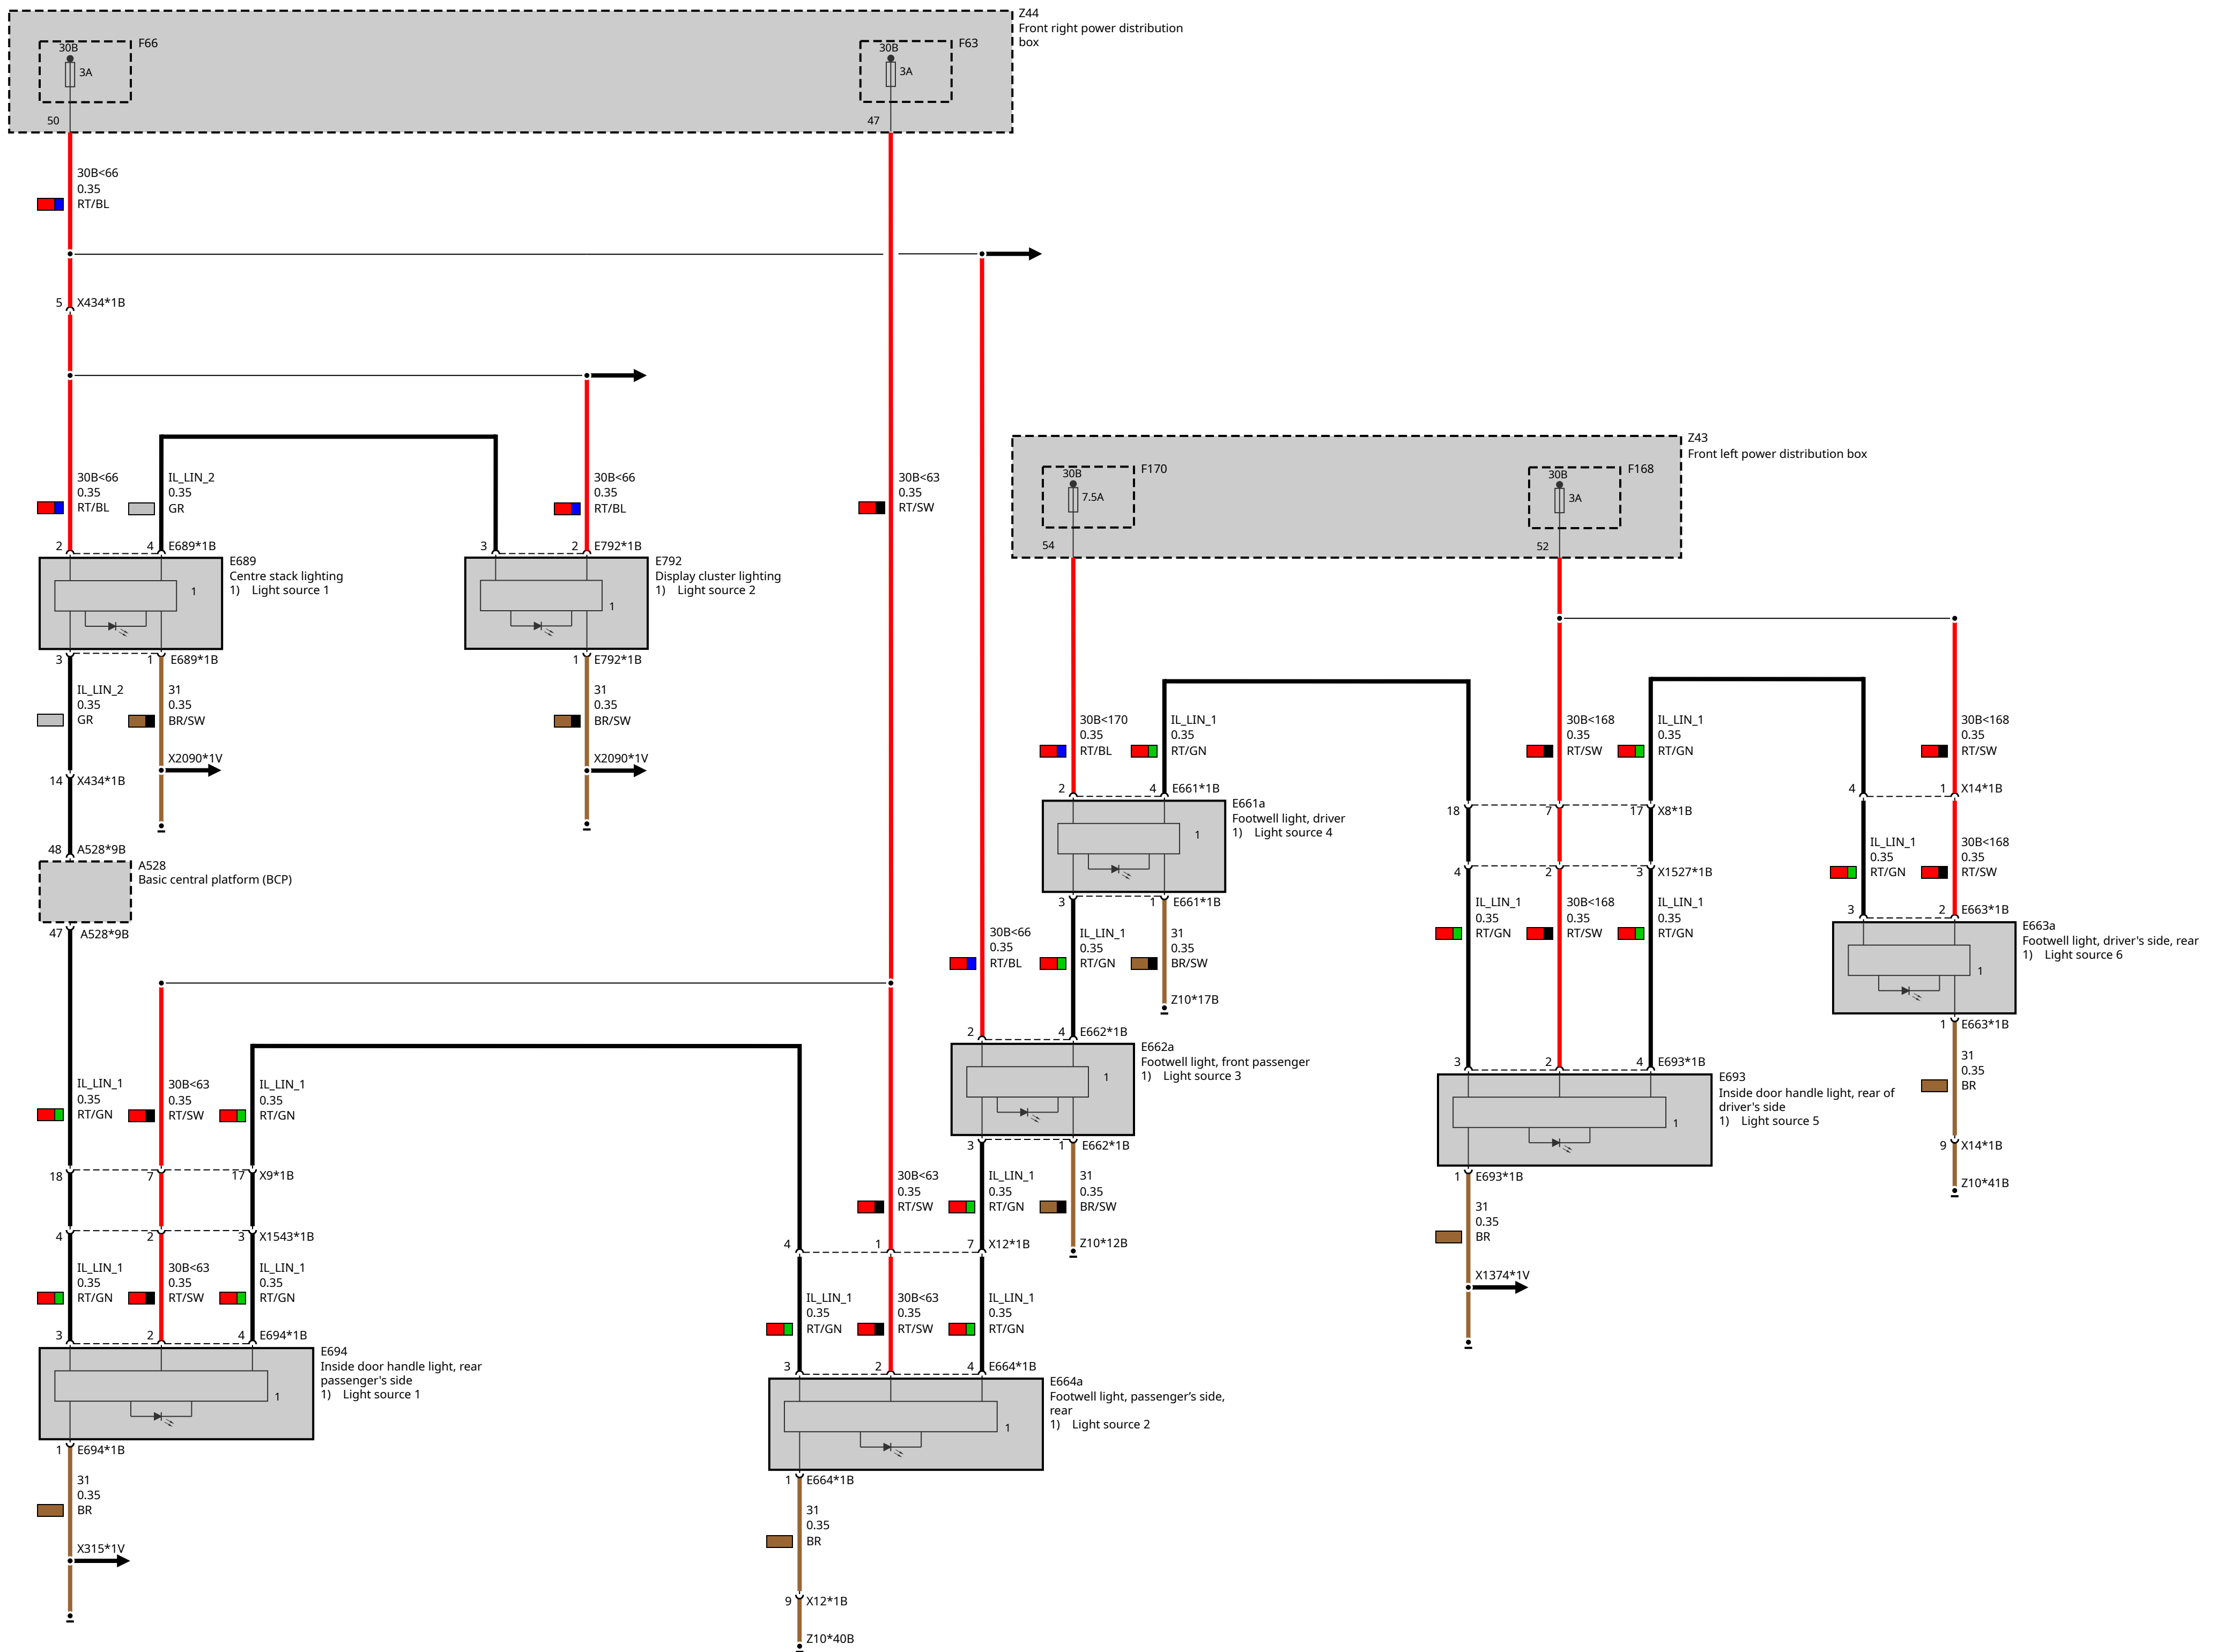 Z44
Front right power distribution
box
F66
30B
3A
50
F63
30B
3A
47
30B<66
0.35
RT/BL
5
X434*1B
30B<66
0.35
RT/BL
IL_LIN_2
0.35
GR
30B<66
0.35
RT/BL
30B<63
0.35
RT/SW
Z43
Front left power distribution box
F170
30B
7.5A
54
F168
30B
3A
52
2
4
E689*1B
E689
Centre stack lighting
1) Light source 1
1
3
2
E792*1B
E792
Display cluster lighting
1) Light source 2
1
3
1
E689*1B
1
E792*1B
IL_LIN_2
0.35
GR
31
0.35
BR/SW
31
0.35
BR/SW
X2090*1V
X2090*1V
14
X434*1B
30B<170
0.35
RT/BL
IL_LIN_1
0.35
RT/GN
30B<168
0.35
RT/SW
IL_LIN_1
0.35
RT/GN
30B<168
0.35
RT/SW
2
4
E661*1B
E661a
Footwell light, driver
1) Light source 4
1
18
7
17
X8*1B
4
1
X14*1B
48
A528*9B
A528
Basic central platform (BCP)
47
A528*9B
4
2
3
X1527*1B
IL_LIN_1
0.35
RT/GN
30B<168
0.35
RT/SW
3
1
E661*1B
30B<66
0.35
RT/BL
IL_LIN_1
0.35
RT/GN
31
0.35
BR/SW
Z10*17B
IL_LIN_1
0.35
RT/GN
30B<168
0.35
RT/SW
IL_LIN_1
0.35
RT/GN
3
2
E663*1B
E663a
Footwell light, driver's side, rear
1) Light source 6
1
1
E663*1B
31
0.35
BR
9
X14*1B
Z10*41B
2
4
E662*1B
E662a
Footwell light, front passenger
1) Light source 3
1
3
2
4
E693*1B
E693
Inside door handle light, rear of
driver's side
1) Light source 5
1
1
E693*1B
31
0.35
BR
X1374*1V
IL_LIN_1
0.35
RT/GN
30B<63
0.35
RT/SW
IL_LIN_1
0.35
RT/GN
18
7
17
X9*1B
4
2
3
X1543*1B
IL_LIN_1
0.35
RT/GN
30B<63
0.35
RT/SW
IL_LIN_1
0.35
RT/GN
3
1
E662*1B
30B<63
0.35
RT/SW
IL_LIN_1
0.35
RT/GN
31
0.35
BR/SW
Z10*12B
4
1
7
X12*1B
IL_LIN_1
0.35
RT/GN
30B<63
0.35
RT/SW
IL_LIN_1
0.35
RT/GN
3
2
4
E694*1B
E694
Inside door handle light, rear
passenger's side
1) Light source 1
1
1
E694*1B
31
0.35
BR
X315*1V
3
2
4
E664*1B
E664a
Footwell light, passenger’s side,
rear
1) Light source 2
1
1
E664*1B
31
0.35
BR
9
X12*1B
Z10*40B